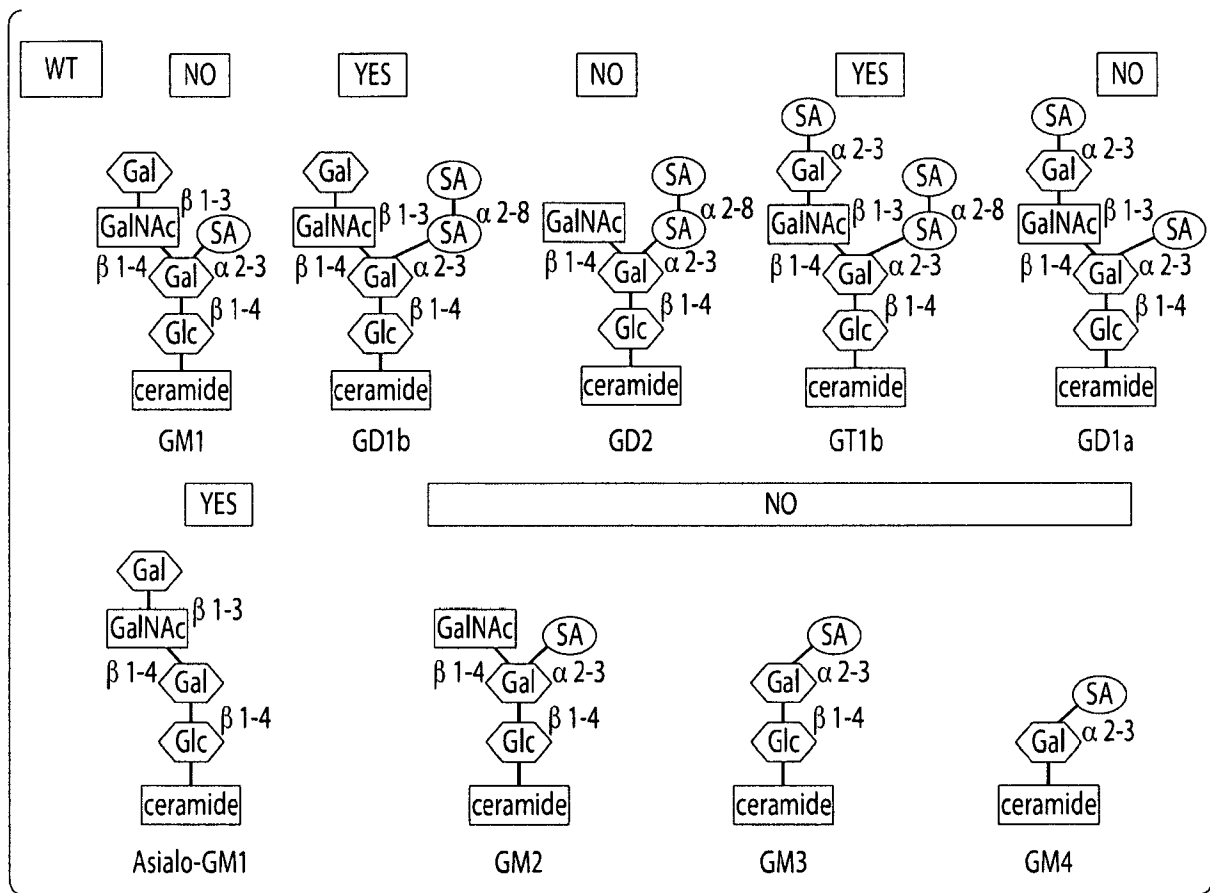 WT NO YES NO YES NO
SA SA
Gal Gal SA Gal α 2-3 SA Gal α 2-3
β 1-3 SA
GalNAc SA GalNAc β 1-3 SA α 2-8 GalNAc SA α 2-8 GalNAc β 1-3 SA α 2-8 GalNAc β 1-3 SA
β 1-4 Gal α 2-3 β 1-4 Gal α 2-3 β 1-4 Gal α 2-3 β 1-4 Gal α 2-3 β 1-4 Gal α 2-3
Glc β 1-4 Glc β 1-4 Glc β 1-4 Glc β 1-4 Glc β 1-4
ceramide ceramide ceramide ceramide ceramide
GM1 GD1b GD2 GT1b GD1a
YES NO
Gal
GalNAc β 1-3 GalNAc SA SA
β 1-4 Gal β 1-4 Gal α 2-3 Gal α 2-3 SA
Glc β 1-4 Glc β 1-4 Glc β 1-4 Gal α 2-3
ceramide ceramide ceramide ceramide
Asialo-GM1 GM2 GM3 GM4